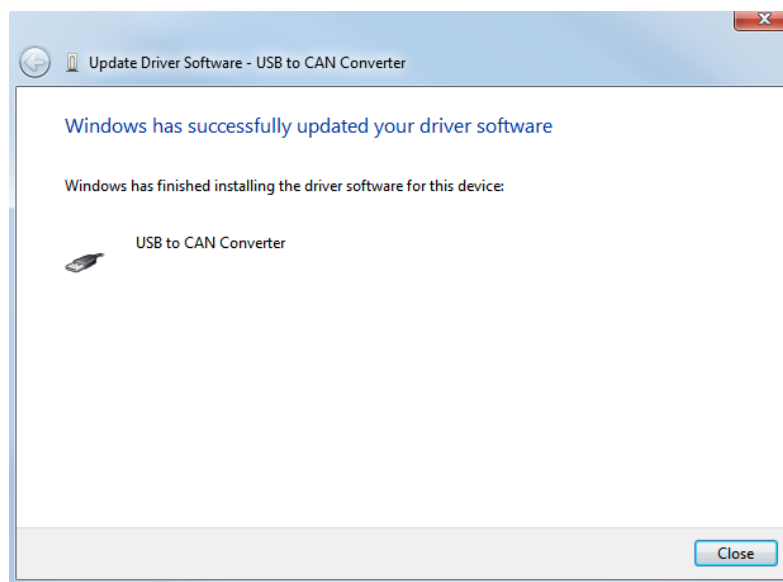 Update Driver Software - USB to CAN Converter
Windows has successfully updated your driver software
Windows has finished installing the driver software for this device:
USB to CAN Converter
Close